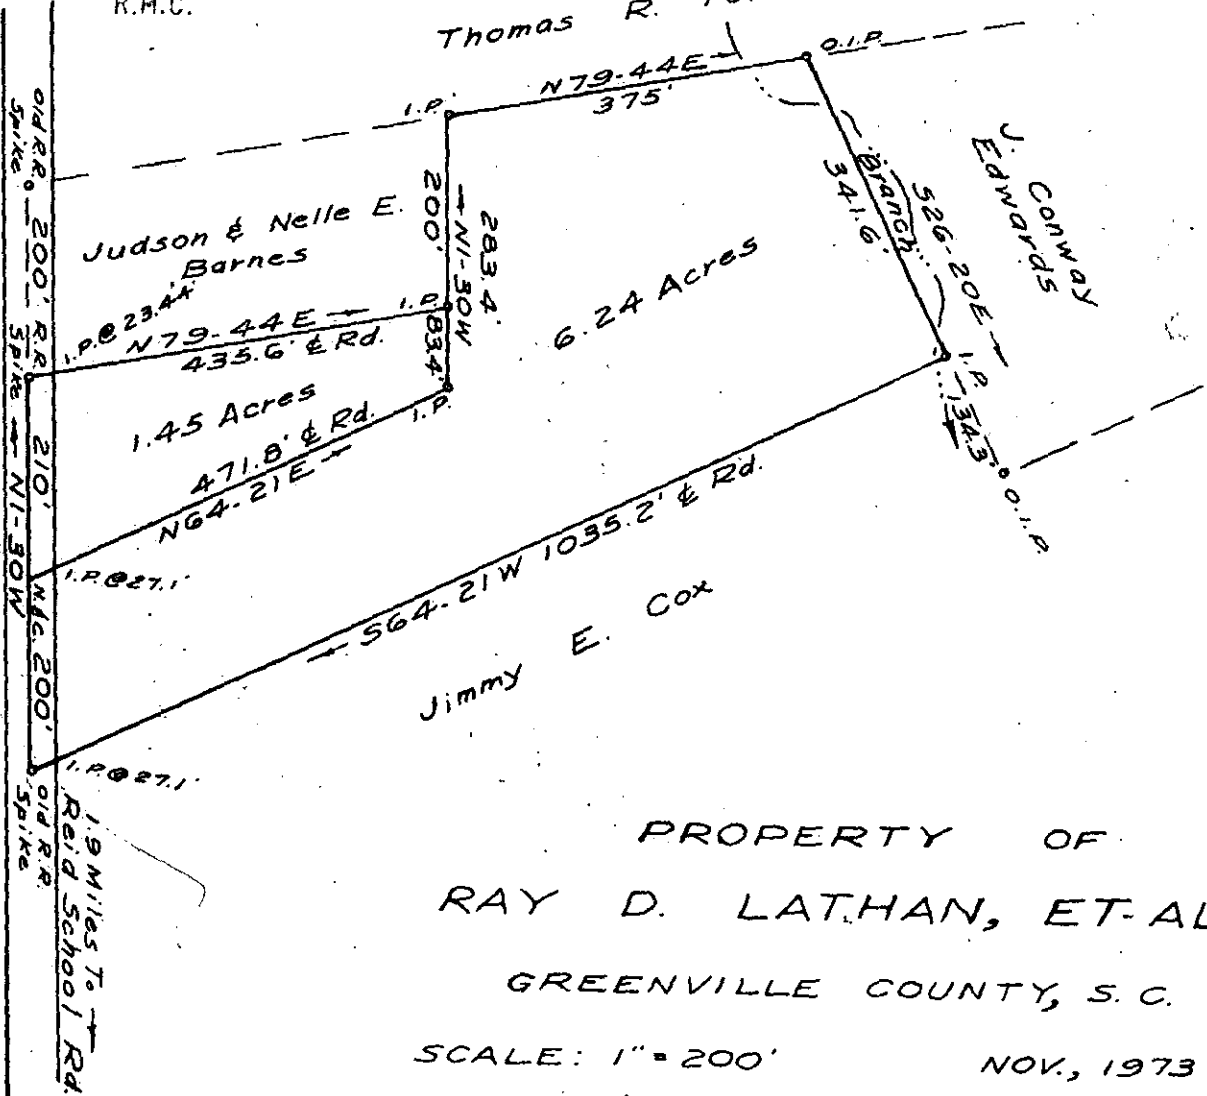 R.M.C.
Thomas R.
O.I.P.
N79-44E
375'
I.P.
old R.R. Spike
200'
R.R. Spike
Judson & Nelle E.
Barnes
200'
283.4'
N1-30W
83.4'
I.P.
I.P.@23.44'
N79-44E
435.6' ℄ Rd.
1.45 Acres
471.8' ℄ Rd.
N64-21E
I.P.
6.24 Acres
341.6'
Branch
S26-20E
J. Conway
Edwards
I.P.
134.3'
O.I.P.
210'
N1-30W
I.P.@27.1'
N.&C. 200'
S64-21W 1035.2' ℄ Rd.
Jimmy E. Cox
I.P.@27.1'
old R.R.
Spike
1.9 Miles To
Reid School Rd.
PROPERTY OF
RAY D. LATHAN, ET-AL
GREENVILLE COUNTY, S.C.
SCALE: 1"=200' NOV., 1973